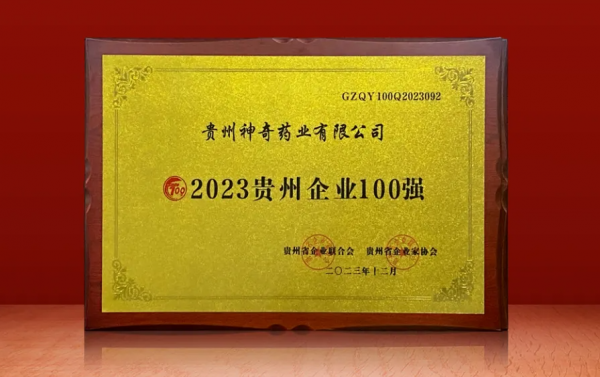 GZQY100Q2023092
贵州神奇药业有限公司
100 2023贵州企业100强
贵州省企业联合会 贵州省企业家协会
二〇二三年十二月